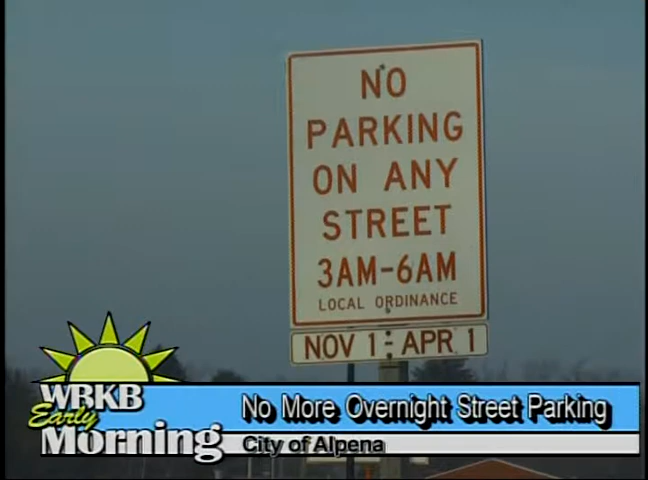 NO
PARKING
ON ANY
STREET
3AM-6AM
LOCAL ORDINANCE
NOV 1 - APR 1
WBKB
Early
Morning
No More Overnight Street Parking
City of Alpena